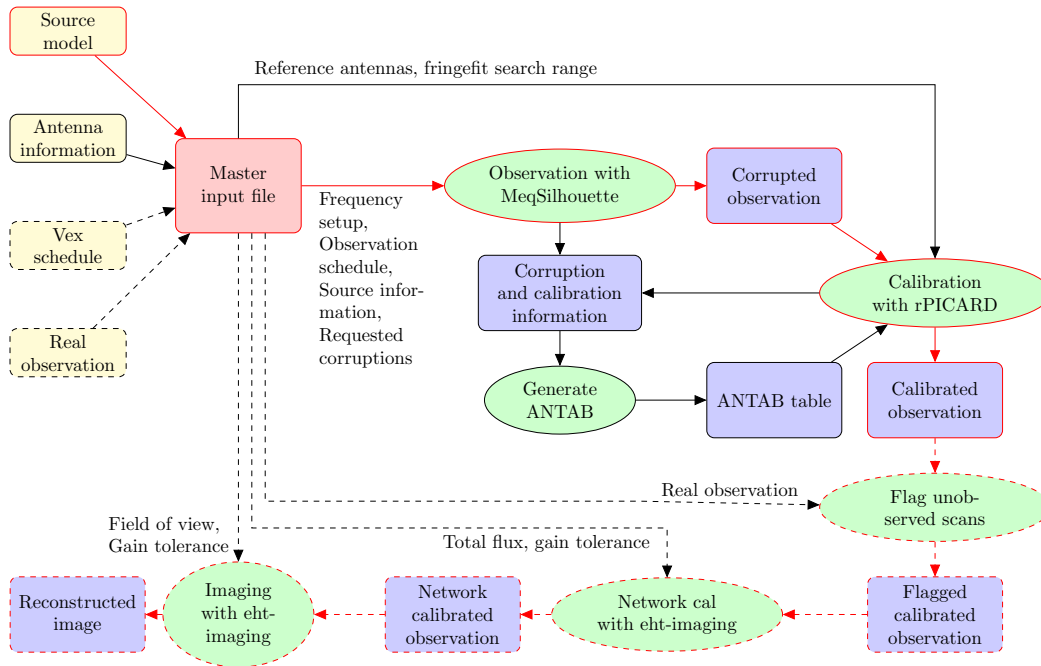 Source
model
Reference antennas, fringefit search range
Antenna
information
Master
input file
Observation with
MeqSilhouette
Corrupted
observation
Frequency
setup,
Observation
schedule,
Source infor-
mation,
Requested
corruptions
Vex
schedule
Corruption
and calibration
information
Calibration
with rPICARD
Real
observation
Generate
ANTAB
ANTAB table
Calibrated
observation
Real observation
Flag unob-
served scans
Field of view,
Gain tolerance
Total flux, gain tolerance
Reconstructed
image
Imaging
with eht-
imaging
Network
calibrated
observation
Network cal
with eht-imaging
Flagged
calibrated
observation